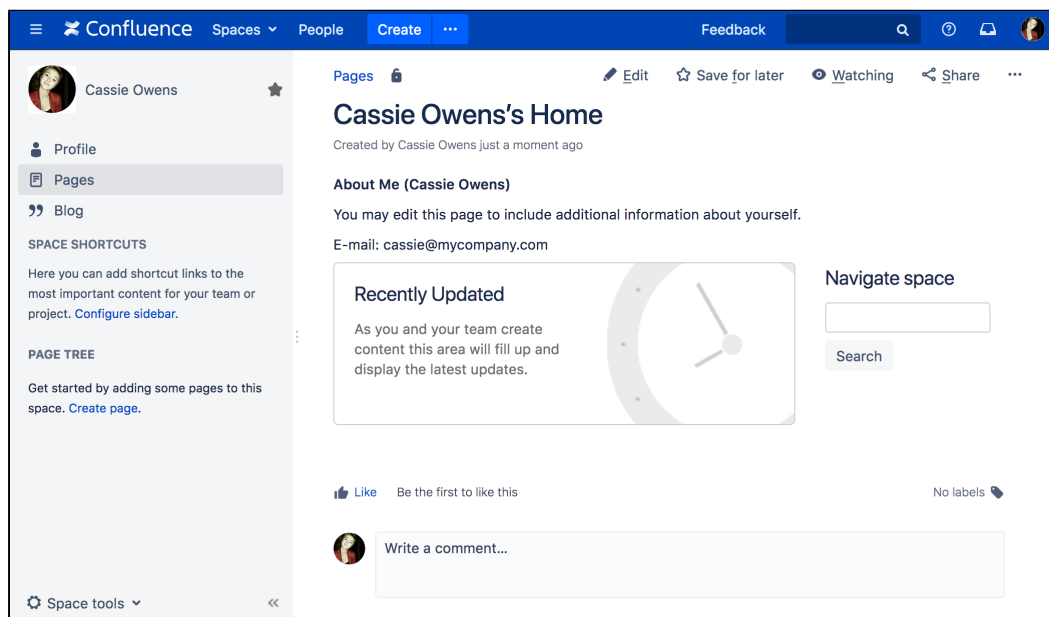 Confluence Spaces People Create ··· Feedback
Cassie Owens
Profile
Pages
Blog
SPACE SHORTCUTS
Here you can add shortcut links to the
most important content for your team or
project. Configure sidebar.
PAGE TREE
Get started by adding some pages to this
space. Create page.
Space tools
Pages Edit Save for later Watching Share ···
Cassie Owens's Home
Created by Cassie Owens just a moment ago
About Me (Cassie Owens)
You may edit this page to include additional information about yourself.
E-mail: cassie@mycompany.com
Recently Updated
As you and your team create
content this area will fill up and
display the latest updates.
Navigate space
Search
Like Be the first to like this No labels
Write a comment…